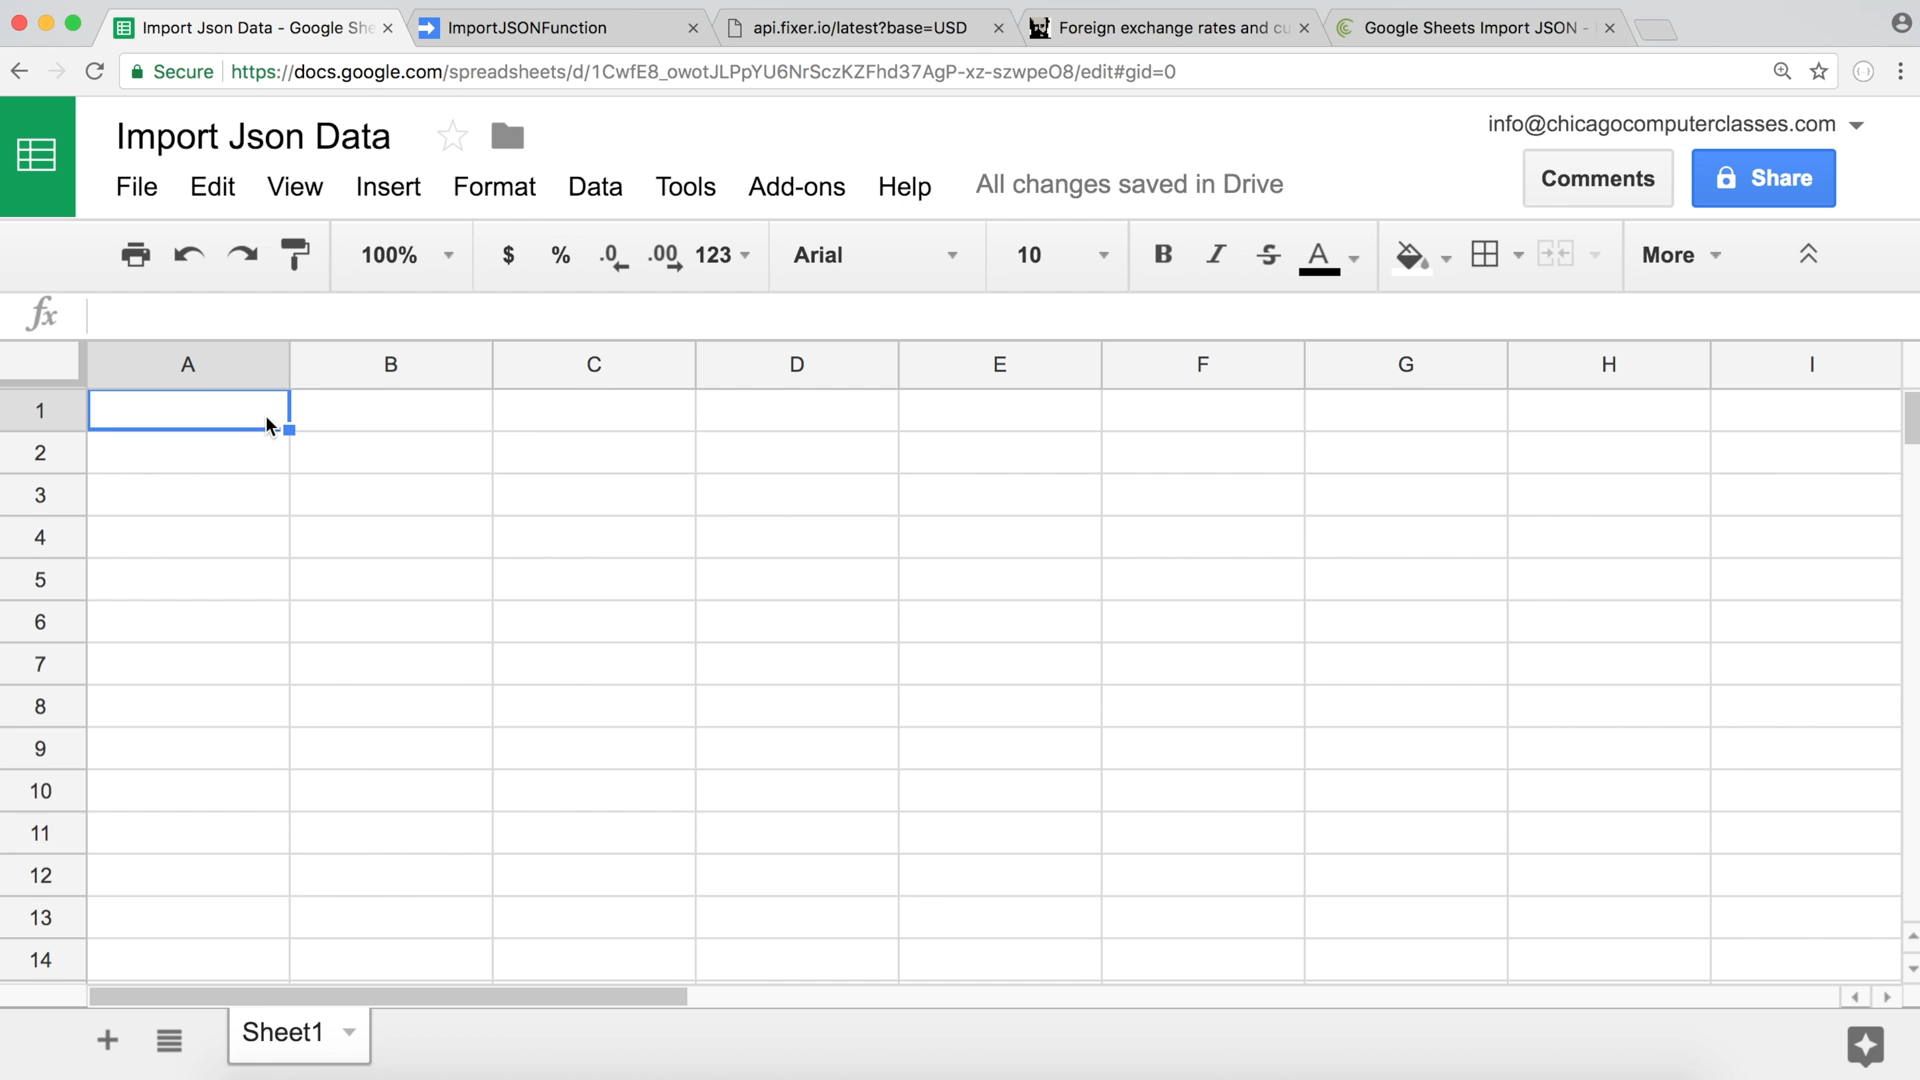 Import Json Data - Google She
ImportJSONFunction
api.fixer.io/latest?base=USD
Foreign exchange rates and cu
Google Sheets Import JSON -
Secure
https://docs.google.com/spreadsheets/d/1CwfE8_owotJLPpYU6NrSczKZFhd37AgP-xz-szwpeO8/edit#gid=0
Import Json Data
info@chicagocomputerclasses.com
File Edit View Insert Format Data Tools Add-ons Help All changes saved in Drive
Comments
Share
100% $ % .0 .00 123 Arial 10 B I S A More
fx
A B C D E F G H I
1
2
3
4
5
6
7
8
9
10
11
12
13
14
Sheet1